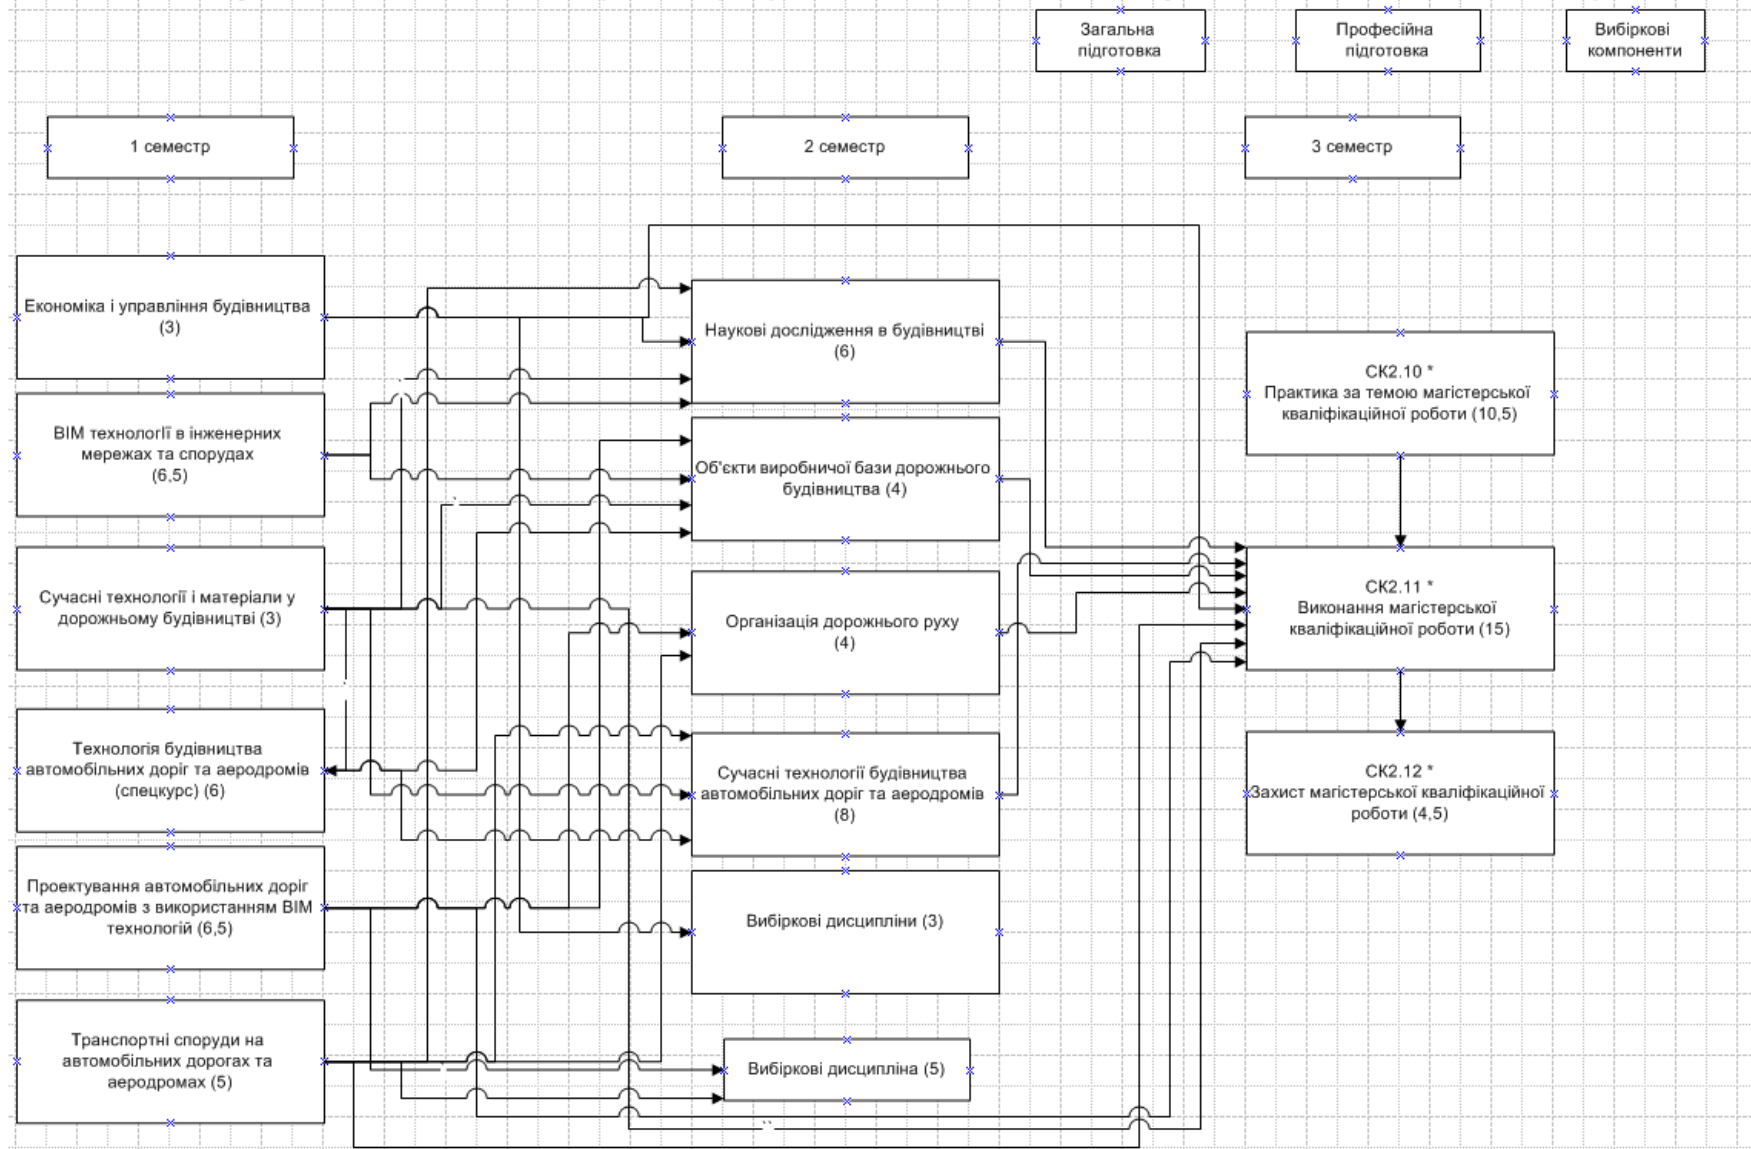 Загальна
підготовка
Професійна
підготовка
Вибіркові
компоненти
1 семестр
2 семестр
3 семестр
Економіка і управління будівництва
(3)
BIM технології в інженерних
мережах та спорудах
(6,5)
Сучасні технології і матеріали у
дорожньому будівництві (3)
Технологія будівництва
автомобільних доріг та аеродромів
(спецкурс) (6)
Проектування автомобільних доріг
та аеродромів з використанням BIM
технологій (6,5)
Транспортні споруди на
автомобільних дорогах та
аеродромах (5)
Наукові дослідження в будівництві
(6)
Об'єкти виробничої бази дорожнього
будівництва (4)
Організація дорожнього руху
(4)
Сучасні технології будівництва
автомобільних доріг та аеродромів
(8)
Вибіркові дисципліни (3)
Вибіркові дисципліна (5)
СК2.10 *
Практика за темою магістерської
кваліфікаційної роботи (10,5)
СК2.11 *
Виконання магістерської
кваліфікаційної роботи (15)
СК2.12 *
Захист магістерської кваліфікаційної
роботи (4,5)